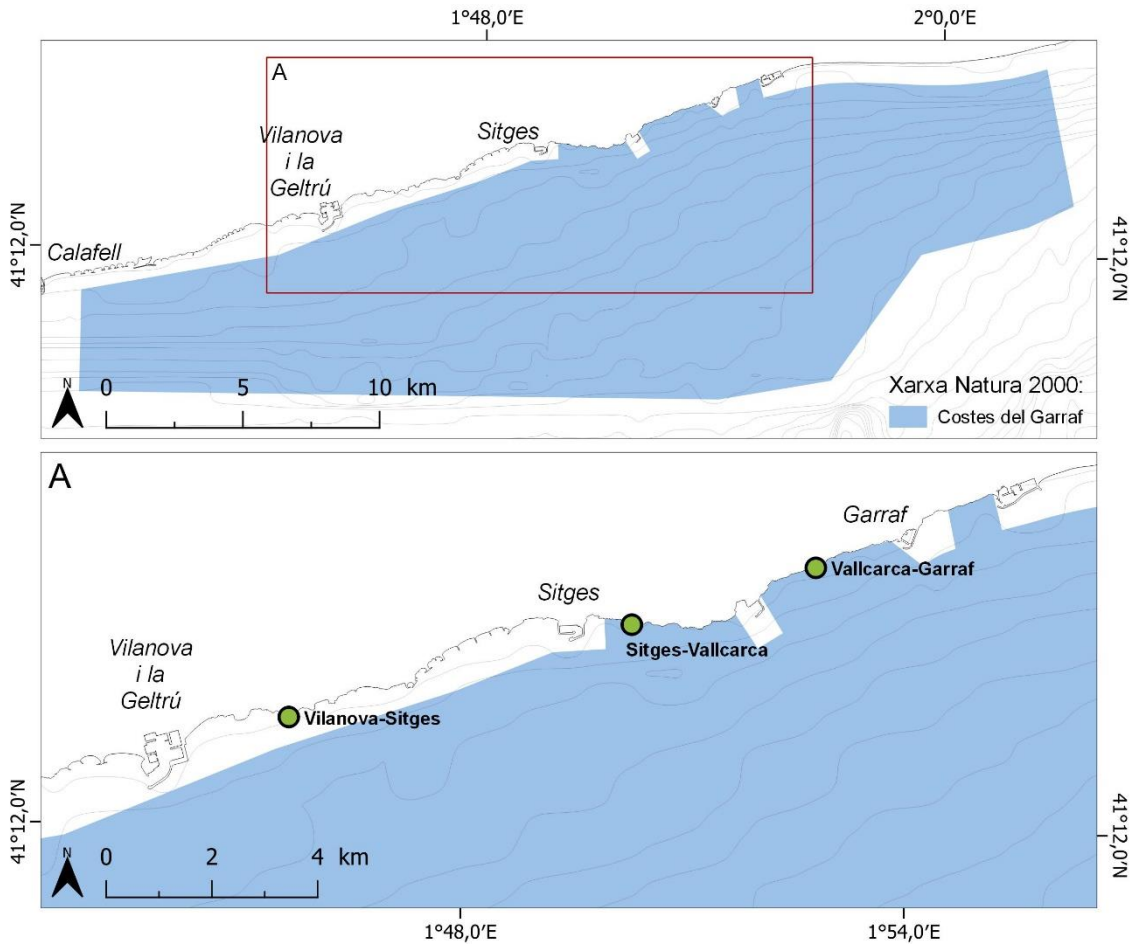 1°48,0′E
2°0,0′E
A
Vilanova
i la
Geltrú
Sitges
Calafell
41°12,0′N
41°12,0′N
N
0 5 10 km
Xarxa Natura 2000:
Costes del Garraf
A
Garraf
Vallcarca-Garraf
Sitges
Sitges-Vallcarca
Vilanova
i la
Geltrú
Vilanova-Sitges
41°12,0′N
41°12,0′N
N
0 2 4 km
1°48,0′E
1°54,0′E